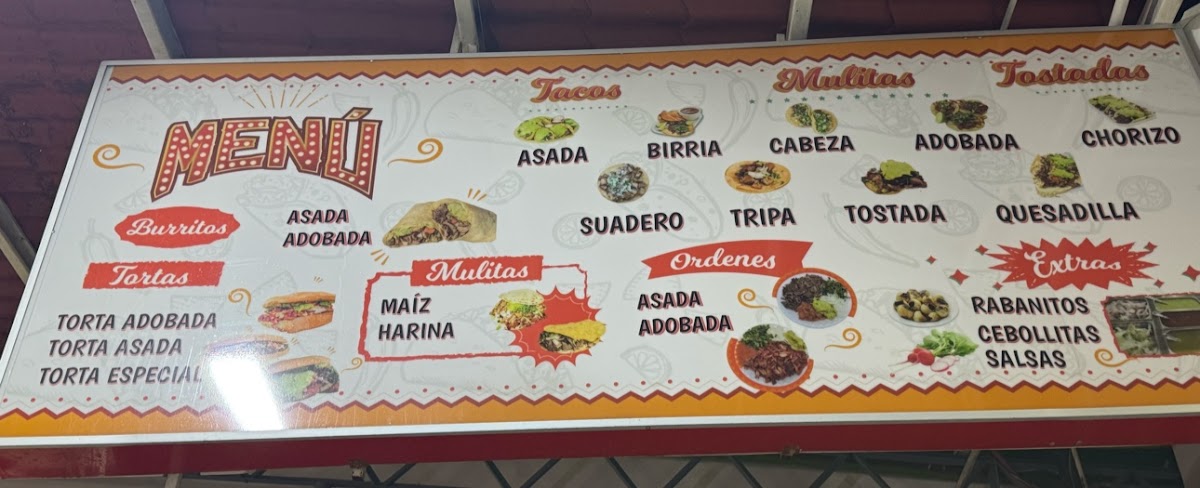 MENÚ
Burritos
ASADA
ADOBADA
Tortas
TORTA ADOBADA
TORTA ASADA
TORTA ESPECIAL
Mulitas
MAÍZ
HARINA
Tacos Mulitas Tostadas
ASADA BIRRIA CABEZA ADOBADA CHORIZO
SUADERO TRIPA TOSTADA QUESADILLA
Ordenes
ASADA
ADOBADA
Extras
RABANITOS
CEBOLLITAS
SALSAS